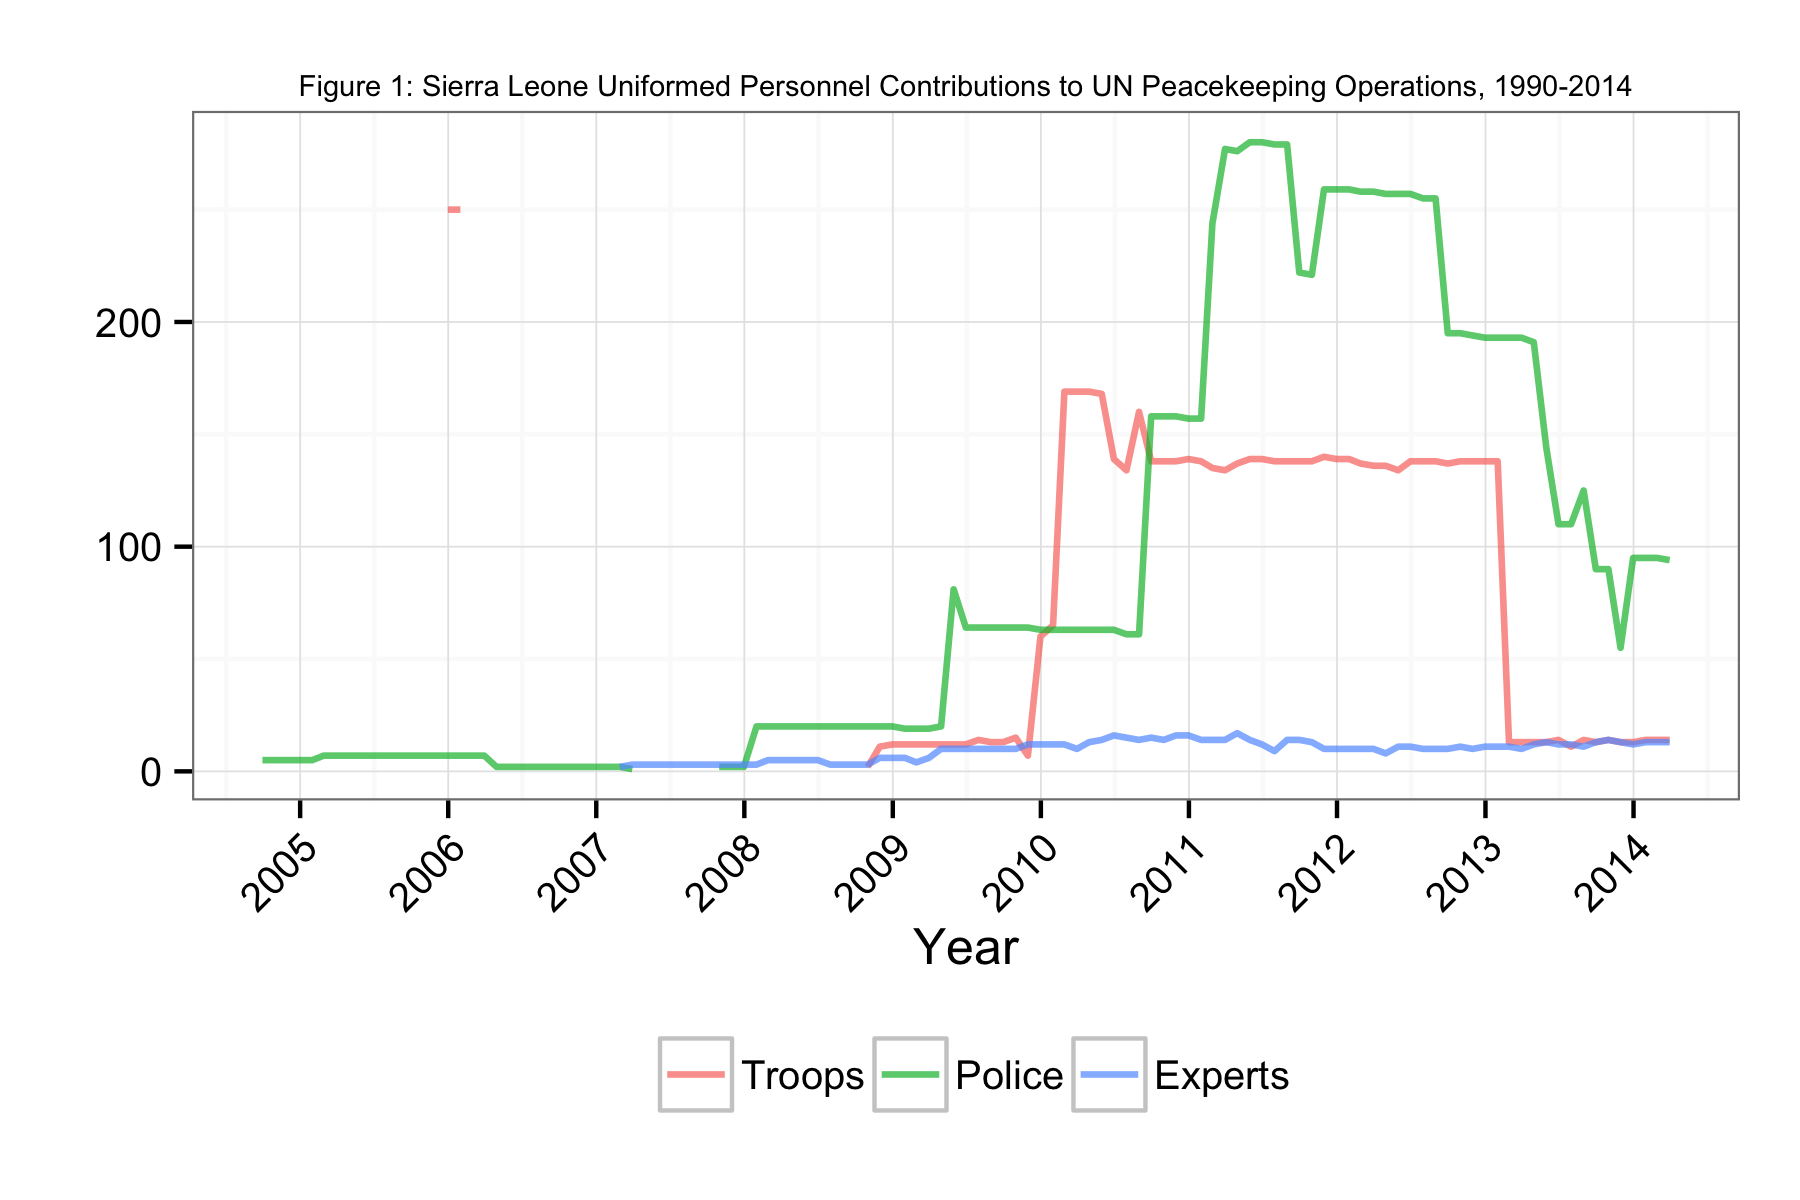 Figure 1: Sierra Leone Uniformed Personnel Contributions to UN Peacekeeping Operations, 1990-2014
200
100
0
2005 2006 2007 2008 2009 2010 2011 2012 2013 2014
Year
Troops Police Experts